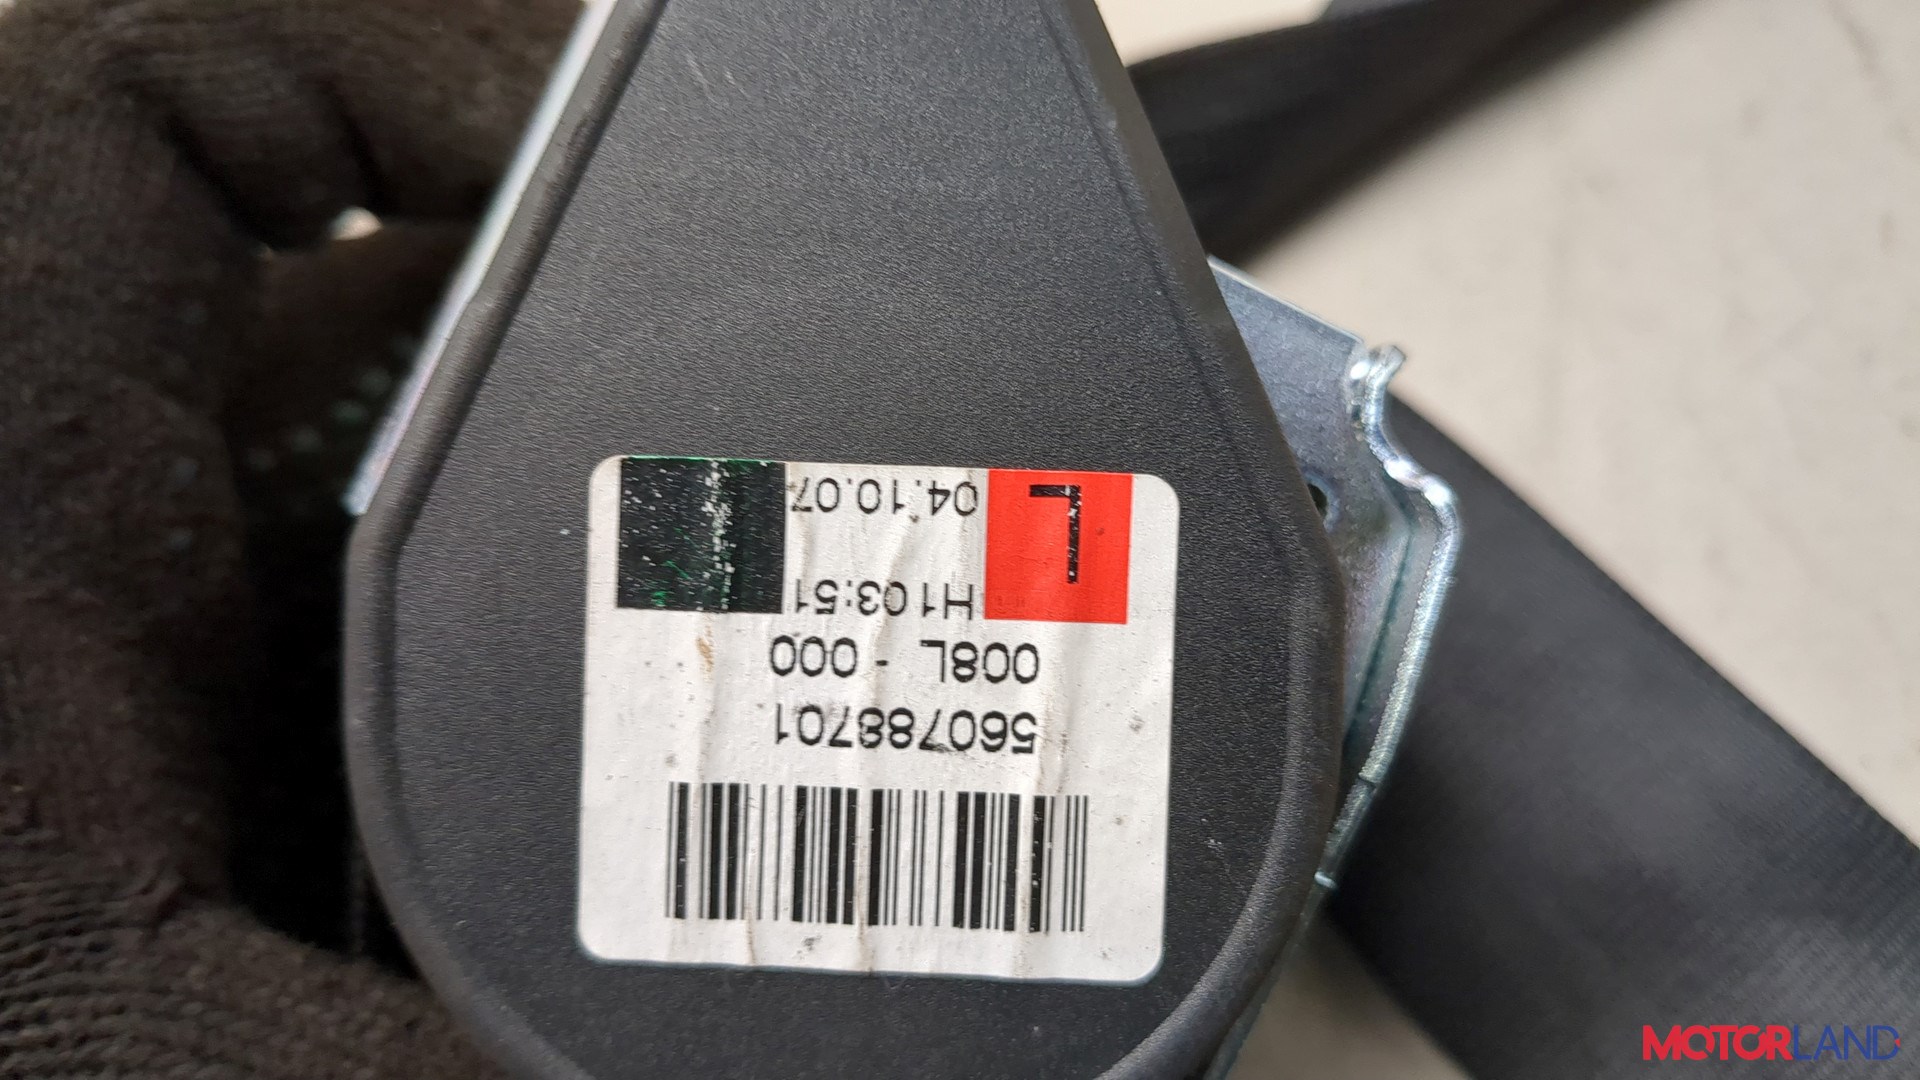 560788701
008L - 000
L
H1 03:51
04.10.07
MOTORLAND